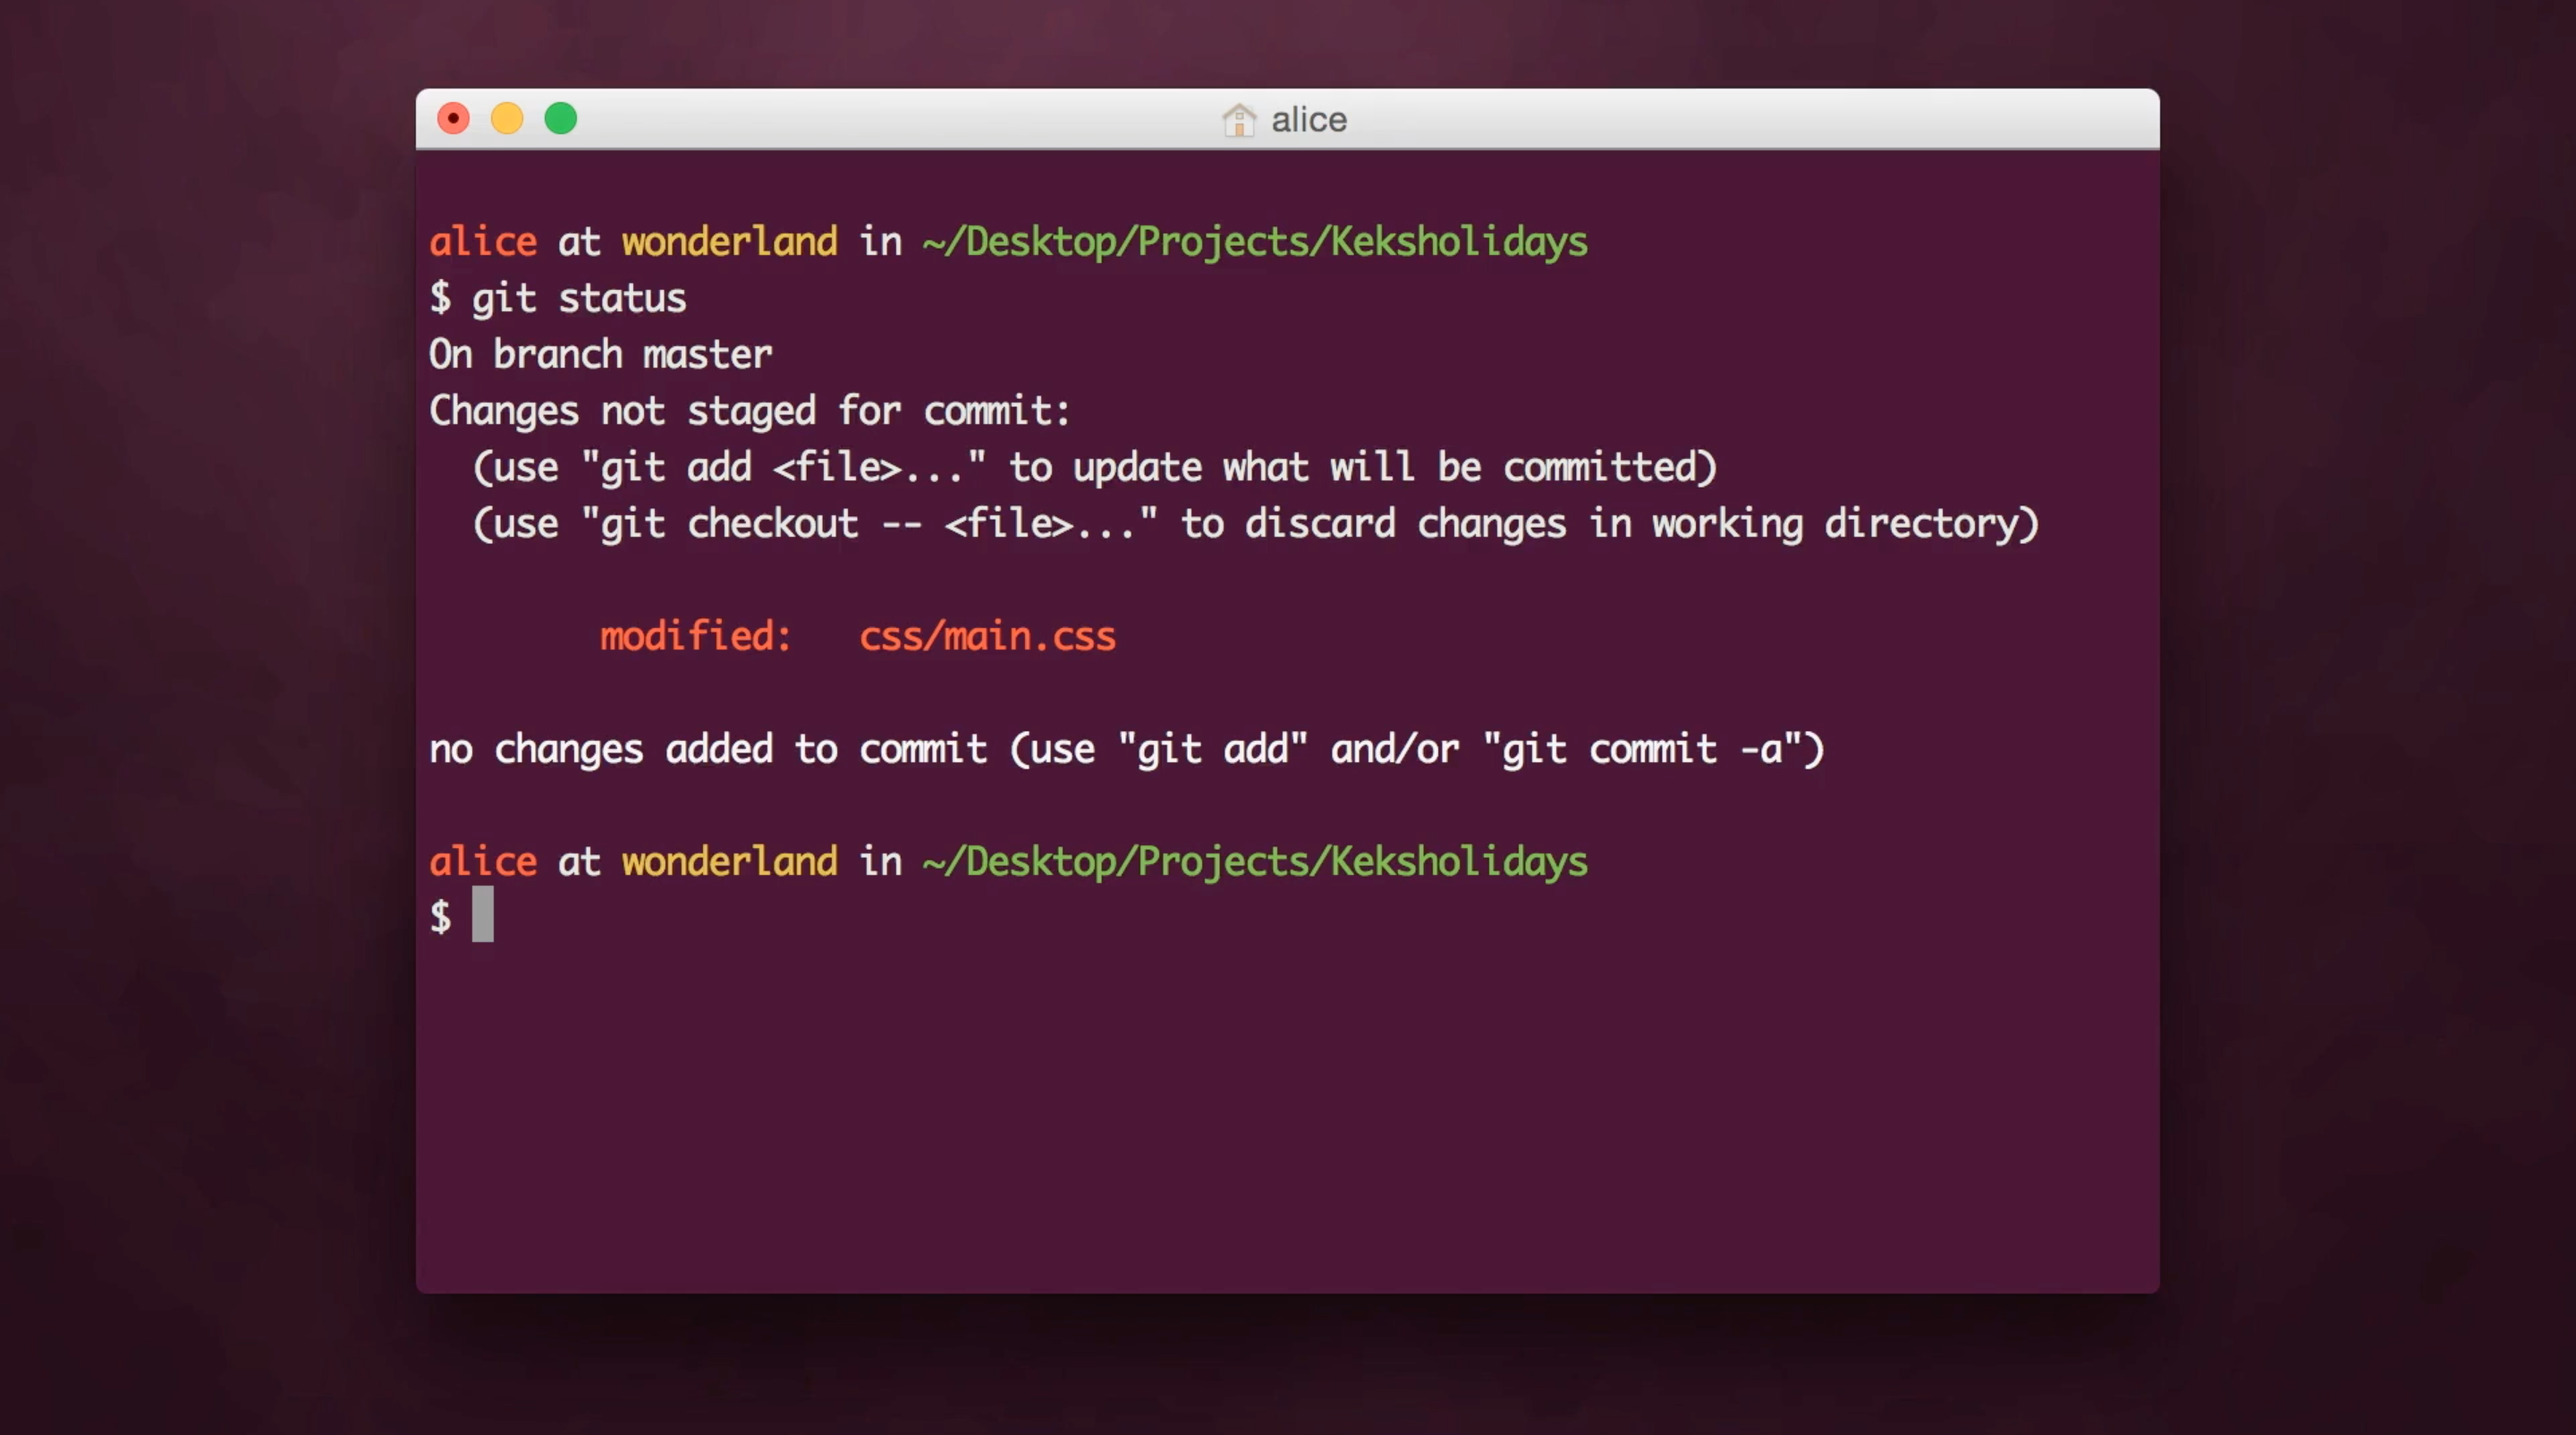 alice
alice at wonderland in ~/Desktop/Projects/Keksholidays
$ git status
On branch master
Changes not staged for commit:
  (use "git add <file>..." to update what will be committed)
  (use "git checkout -- <file>..." to discard changes in working directory)
        modified:   css/main.css
no changes added to commit (use "git add" and/or "git commit -a")
alice at wonderland in ~/Desktop/Projects/Keksholidays
$